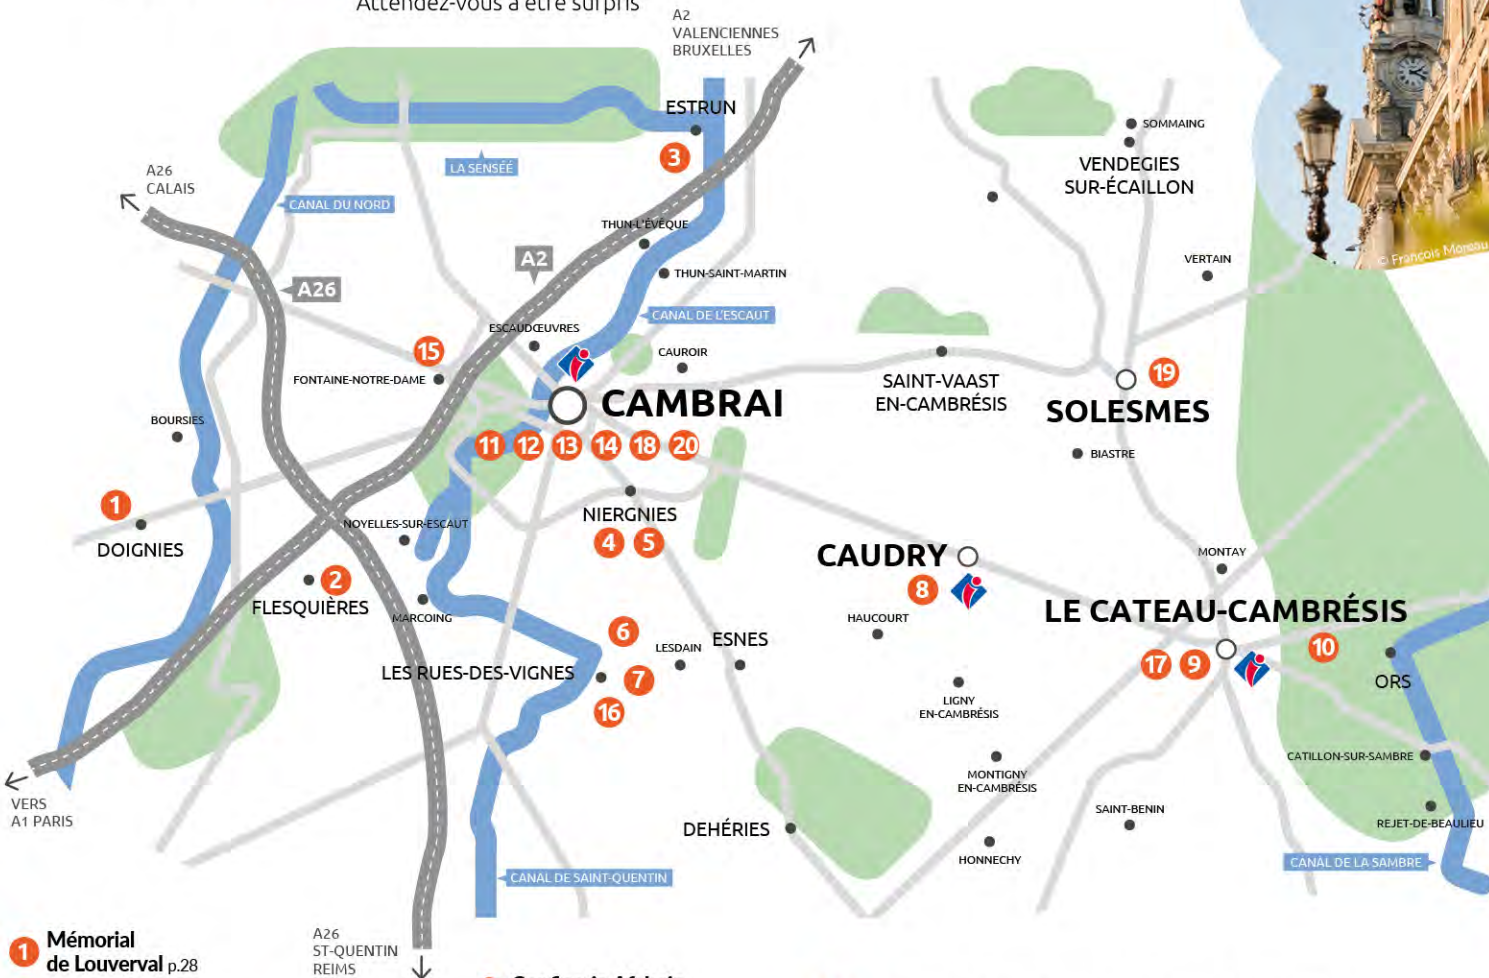 Attendez-vous à être surpris
A2
VALENCIENNES
BRUXELLES
ESTRUN
3
SOMMAING
VENDEGIES
SUR-ÉCAILLON
LA SENSÉE
A26
CALAIS
CANAL DU NORD
THUN-L'ÉVÊQUE
A2
THUN-SAINT-MARTIN
VERTAIN
© François Moreau
A26
CANAL DE L'ESCAUT
ESCAUDŒUVRES
15
CAUROIR
FONTAINE-NOTRE-DAME
SAINT-VAAST
EN-CAMBRÉSIS
19
CAMBRAI
SOLESMES
BOURSIES
11 12 13 14 18 20
BIASTRE
1
DOIGNIES
NOYELLES-SUR-ESCAUT
NIERGNIES
4 5
CAUDRY
8
MONTAY
2
FLESQUIÈRES
MARCOING
HAUCOURT
LE CATEAU-CAMBRÉSIS
6
LESDAIN
ESNES
17 9
10
LES RUES-DES-VIGNES
7
16
ORS
LIGNY
EN-CAMBRÉSIS
CATILLON-SUR-SAMBRE
MONTIGNY
EN-CAMBRÉSIS
VERS
A1 PARIS
DEHÉRIES
SAINT-BENIN
REJET-DE-BEAULIEU
HONNECHY
CANAL DE LA SAMBRE
CANAL DE SAINT-QUENTIN
1
Mémorial
de Louverval p.28
A26
ST-QUENTIN
REIMS